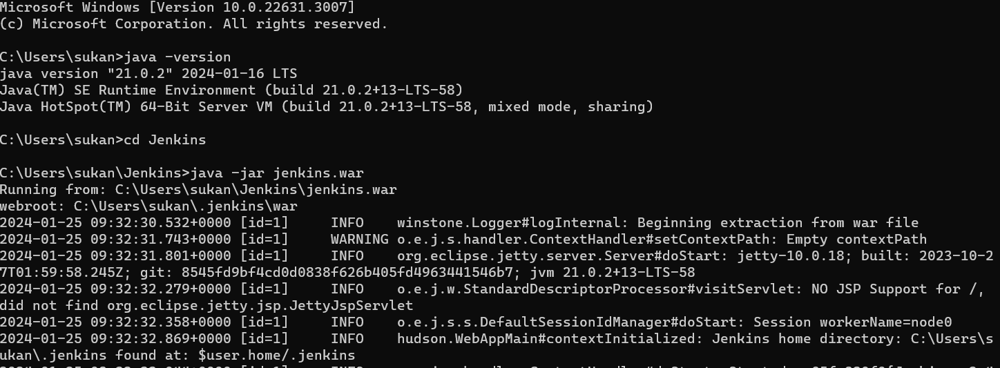 Microsoft Windows [Version 10.0.22631.3007]
(c) Microsoft Corporation. All rights reserved.
C:\Users\sukan>java -version
java version "21.0.2" 2024-01-16 LTS
Java(TM) SE Runtime Environment (build 21.0.2+13-LTS-58)
Java HotSpot(TM) 64-Bit Server VM (build 21.0.2+13-LTS-58, mixed mode, sharing)
C:\Users\sukan>cd Jenkins
C:\Users\sukan\Jenkins>java -jar jenkins.war
Running from: C:\Users\sukan\Jenkins\jenkins.war
webroot: C:\Users\sukan\.jenkins\war
2024-01-25 09:32:30.532+0000 [id=1]     INFO    winstone.Logger#logInternal: Beginning extraction from war file
2024-01-25 09:32:31.743+0000 [id=1]     WARNING o.e.j.s.handler.ContextHandler#setContextPath: Empty contextPath
2024-01-25 09:32:31.801+0000 [id=1]     INFO    org.eclipse.jetty.server.Server#doStart: jetty-10.0.18; built: 2023-10-2
7T01:59:58.245Z; git: 8545fd9bf4cd0d0838f626b405fd4963441546b7; jvm 21.0.2+13-LTS-58
2024-01-25 09:32:32.279+0000 [id=1]     INFO    o.e.j.w.StandardDescriptorProcessor#visitServlet: NO JSP Support for /,
did not find org.eclipse.jetty.jsp.JettyJspServlet
2024-01-25 09:32:32.358+0000 [id=1]     INFO    o.e.j.s.s.DefaultSessionIdManager#doStart: Session workerName=node0
2024-01-25 09:32:32.869+0000 [id=1]     INFO    hudson.WebAppMain#contextInitialized: Jenkins home directory: C:\Users\s
ukan\.jenkins found at: $user.home/.jenkins